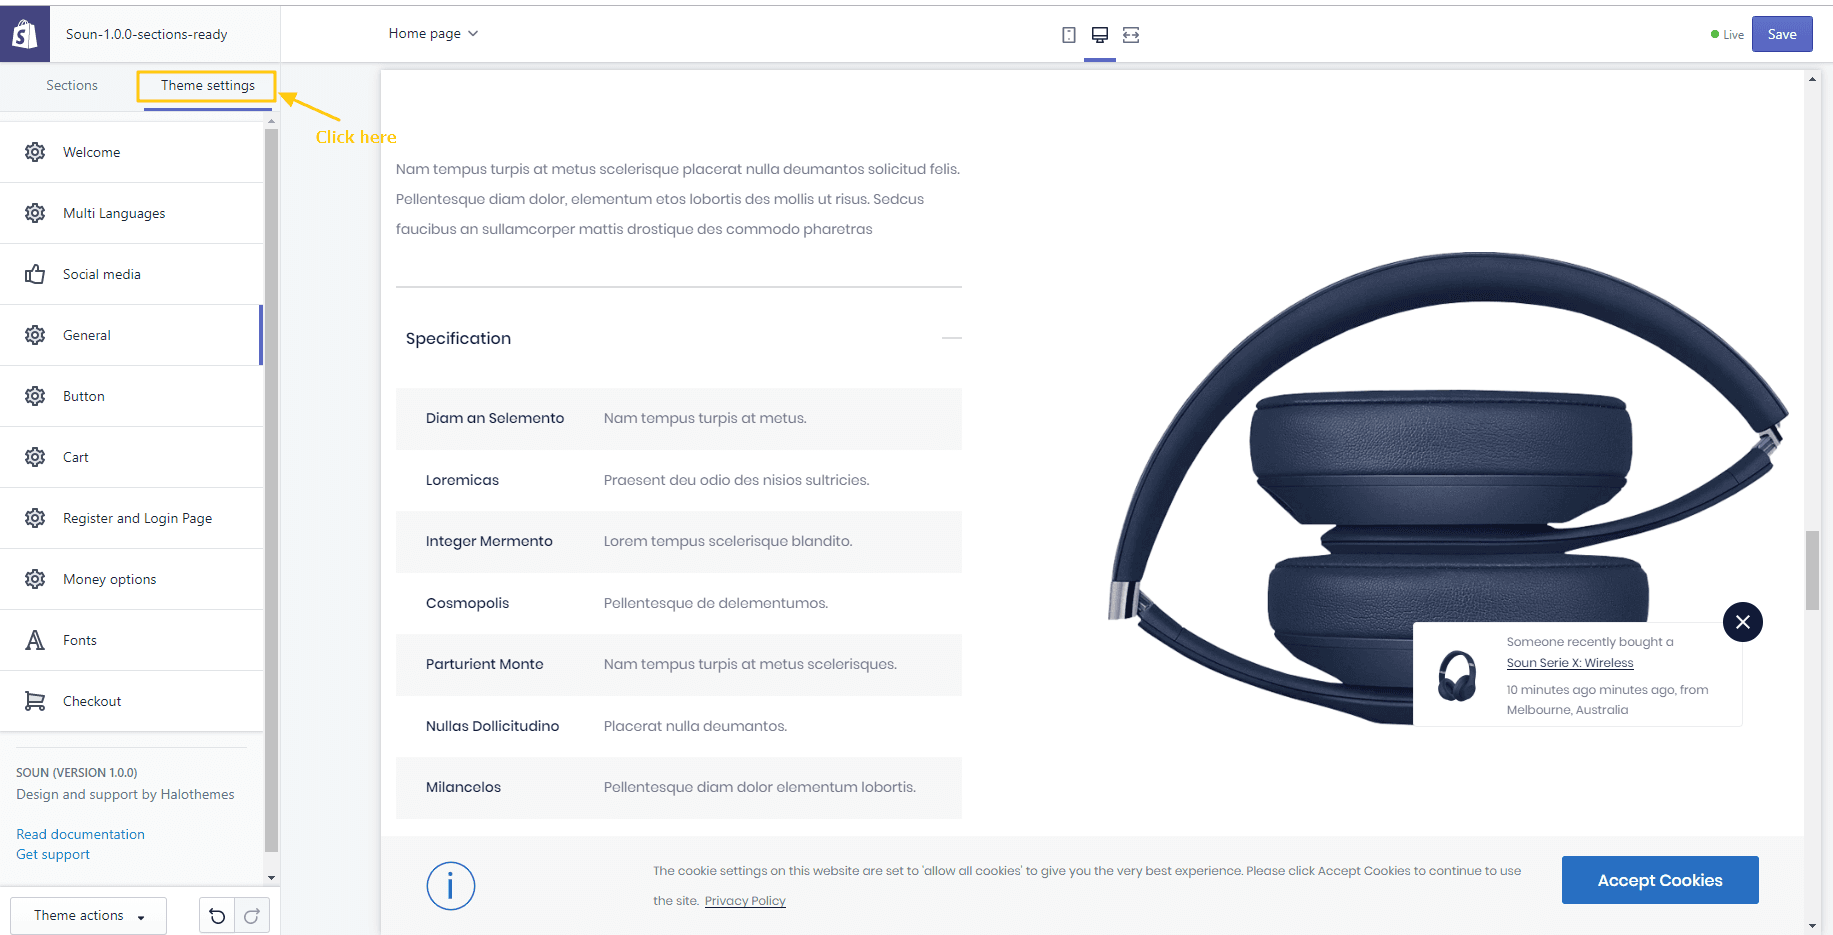 Soun-1.0.0-sections-ready
Home page
Live
Save
Sections
Theme settings
Click here
Welcome
Multi Languages
Social media
General
Button
Cart
Register and Login Page
Money options
Fonts
Checkout
SOUN (VERSION 1.0.0)
Design and support by Halothemes
Read documentation
Get support
Theme actions
Nam tempus turpis at metus scelerisque placerat nulla deumantos solicitud felis.
Pellentesque diam dolor, elementum etos lobortis des mollis ut risus. Sedcus
faucibus an sullamcorper mattis drostique des commodo pharetras
Specification
Diam an Selemento Nam tempus turpis at metus.
Loremicas Praesent deu odio des nisios sultricies.
Integer Mermento Lorem tempus scelerisque blandito.
Cosmopolis Pellentesque de delementumos.
Parturient Monte Nam tempus turpis at metus scelerisques.
Nullas Dollicitudino Placerat nulla deumantos.
Milancelos Pellentesque diam dolor elementum lobortis.
Someone recently bought a
Soun Serie X: Wireless
10 minutes ago minutes ago, from
Melbourne, Australia
The cookie settings on this website are set to 'allow all cookies' to give you the very best experience. Please click Accept Cookies to continue to use
the site. Privacy Policy
Accept Cookies